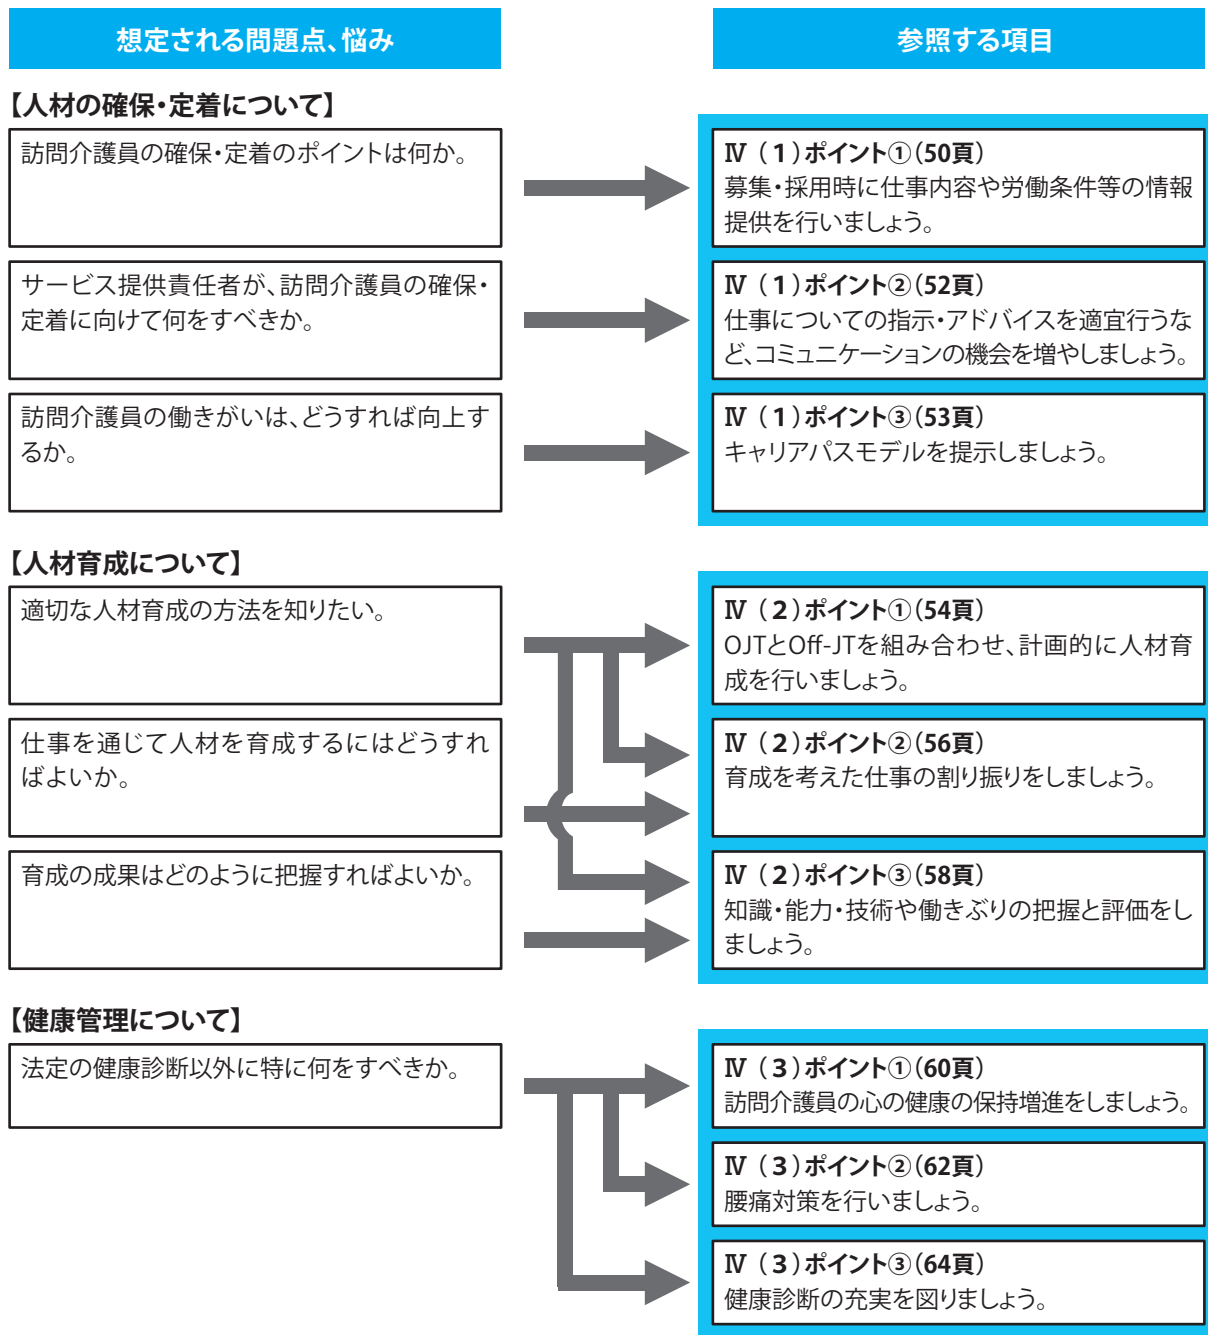 想定される問題点、悩み
参照する項目
【人材の確保・定着について】
訪問介護員の確保・定着のポイントは何か。
Ⅳ（１）ポイント①（50頁）
募集・採用時に仕事内容や労働条件等の情報
提供を行いましょう。
サービス提供責任者が、訪問介護員の確保・
定着に向けて何をすべきか。
Ⅳ（１）ポイント②（52頁）
仕事についての指示・アドバイスを適宜行うな
ど、コミュニケーションの機会を増やしましょう。
訪問介護員の働きがいは、どうすれば向上す
るか。
Ⅳ（１）ポイント③（53頁）
キャリアパスモデルを提示しましょう。
【人材育成について】
適切な人材育成の方法を知りたい。
Ⅳ（２）ポイント①（54頁）
OJTとOff-JTを組み合わせ、計画的に人材育
成を行いましょう。
仕事を通じて人材を育成するにはどうすれ
ばよいか。
Ⅳ（２）ポイント②（56頁）
育成を考えた仕事の割り振りをしましょう。
育成の成果はどのように把握すればよいか。
Ⅳ（２）ポイント③（58頁）
知識・能力・技術や働きぶりの把握と評価をし
ましょう。
【健康管理について】
法定の健康診断以外に特に何をすべきか。
Ⅳ（３）ポイント①（60頁）
訪問介護員の心の健康の保持増進をしましょう。
Ⅳ（３）ポイント②（62頁）
腰痛対策を行いましょう。
Ⅳ（３）ポイント③（64頁）
健康診断の充実を図りましょう。